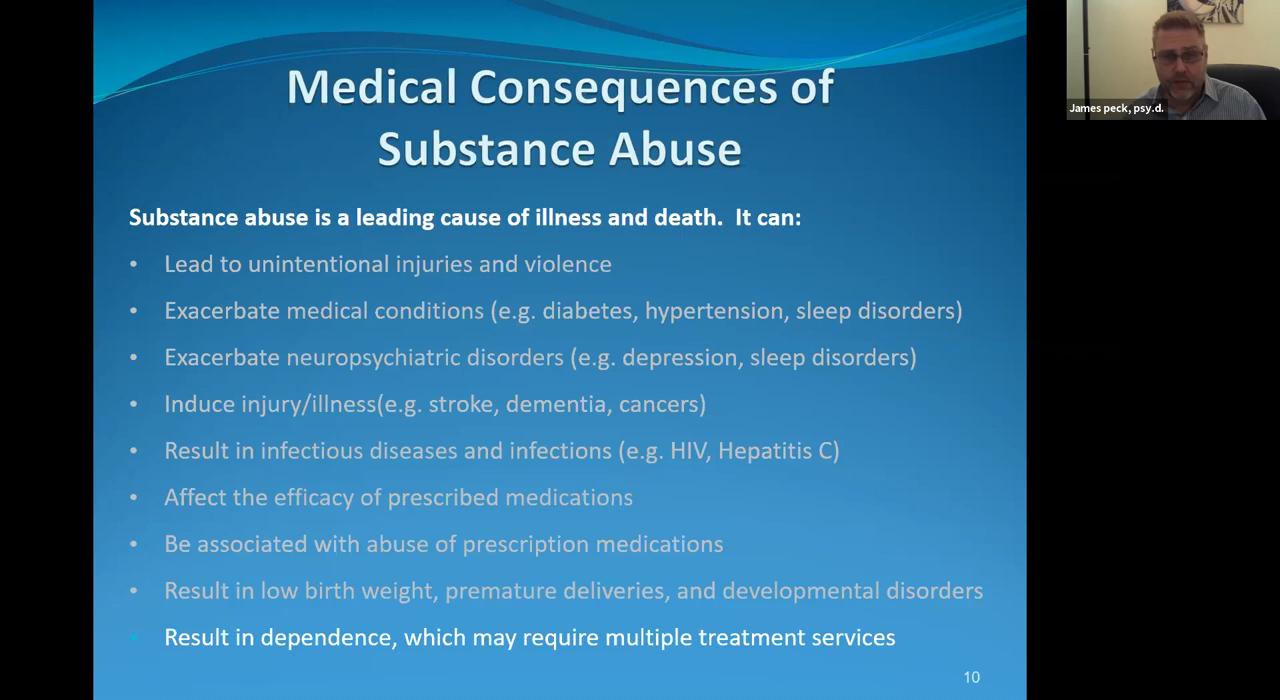 Medical Consequences of
Substance Abuse
Substance abuse is a leading cause of illness and death.  It can:
• Lead to unintentional injuries and violence
• Exacerbate medical conditions (e.g. diabetes, hypertension, sleep disorders)
• Exacerbate neuropsychiatric disorders (e.g. depression, sleep disorders)
• Induce injury/illness(e.g. stroke, dementia, cancers)
• Result in infectious diseases and infections (e.g. HIV, Hepatitis C)
• Affect the efficacy of prescribed medications
• Be associated with abuse of prescription medications
• Result in low birth weight, premature deliveries, and developmental disorders
• Result in dependence, which may require multiple treatment services
10
James peck, psy.d.